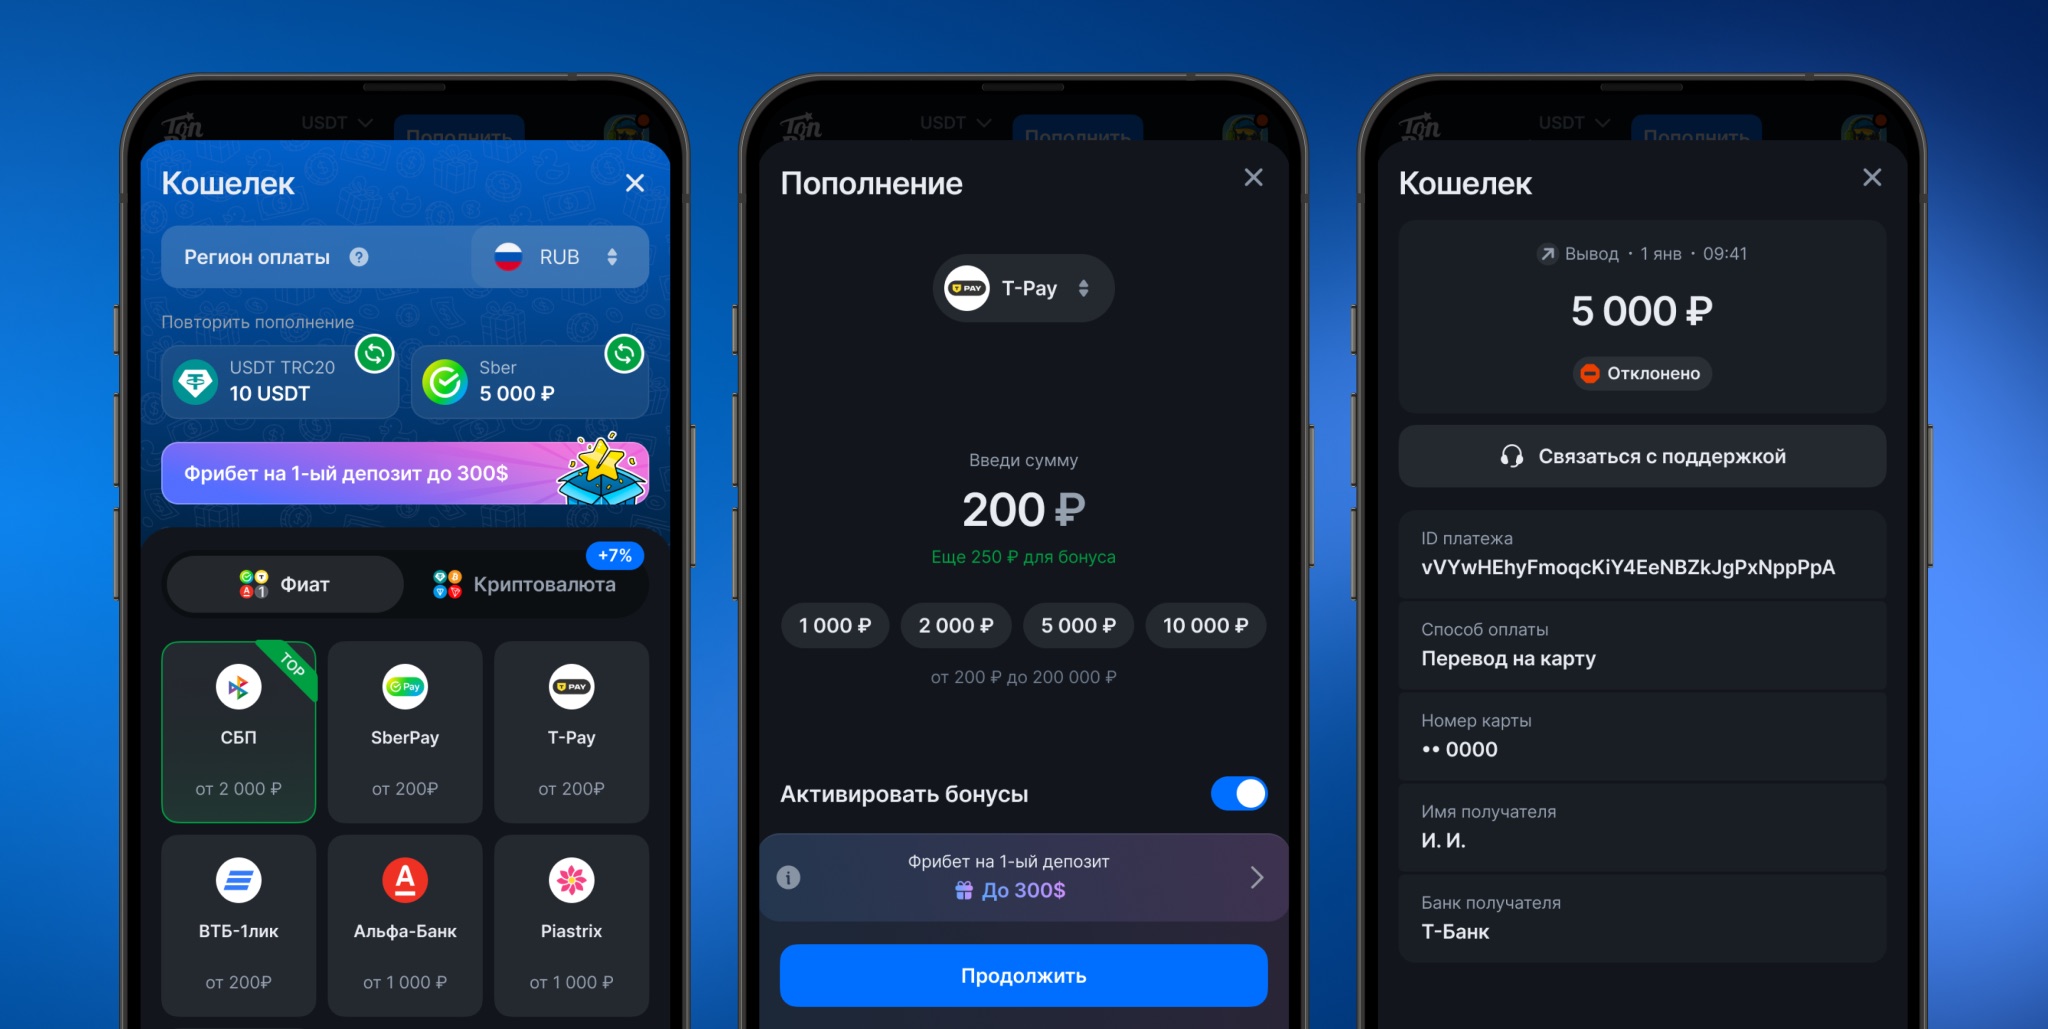 USDT
Пополнить
Кошелек
Регион оплаты
RUB
Повторить пополнение
USDT TRC20
10 USDT
Sber
5 000 ₽
Фрибет на 1-ый депозит до 300$
+7%
Фиат
Криптовалюта
TOP
СБП
от 2 000 ₽
Pay
SberPay
от 200₽
PAY
T-Pay
от 200₽
ВТБ-1лик
от 200₽
Альфа-Банк
от 1 000 ₽
Piastrix
от 1 000 ₽
USDT
Пополнить
Пополнение
PAY
T-Pay
Введи сумму
200 ₽
Еще 250 ₽ для бонуса
1 000 ₽
2 000 ₽
5 000 ₽
10 000 ₽
от 200 ₽ до 200 000 ₽
Активировать бонусы
Фрибет на 1-ый депозит
До 300$
Продолжить
USDT
Пополнить
Кошелек
Вывод · 1 янв · 09:41
5 000 ₽
Отклонено
Связаться с поддержкой
ID платежа
vVYwHEhyFmoqcKiY4EeNBZkJgPxNppPpA
Способ оплаты
Перевод на карту
Номер карты
•• 0000
Имя получателя
И. И.
Банк получателя
Т-Банк